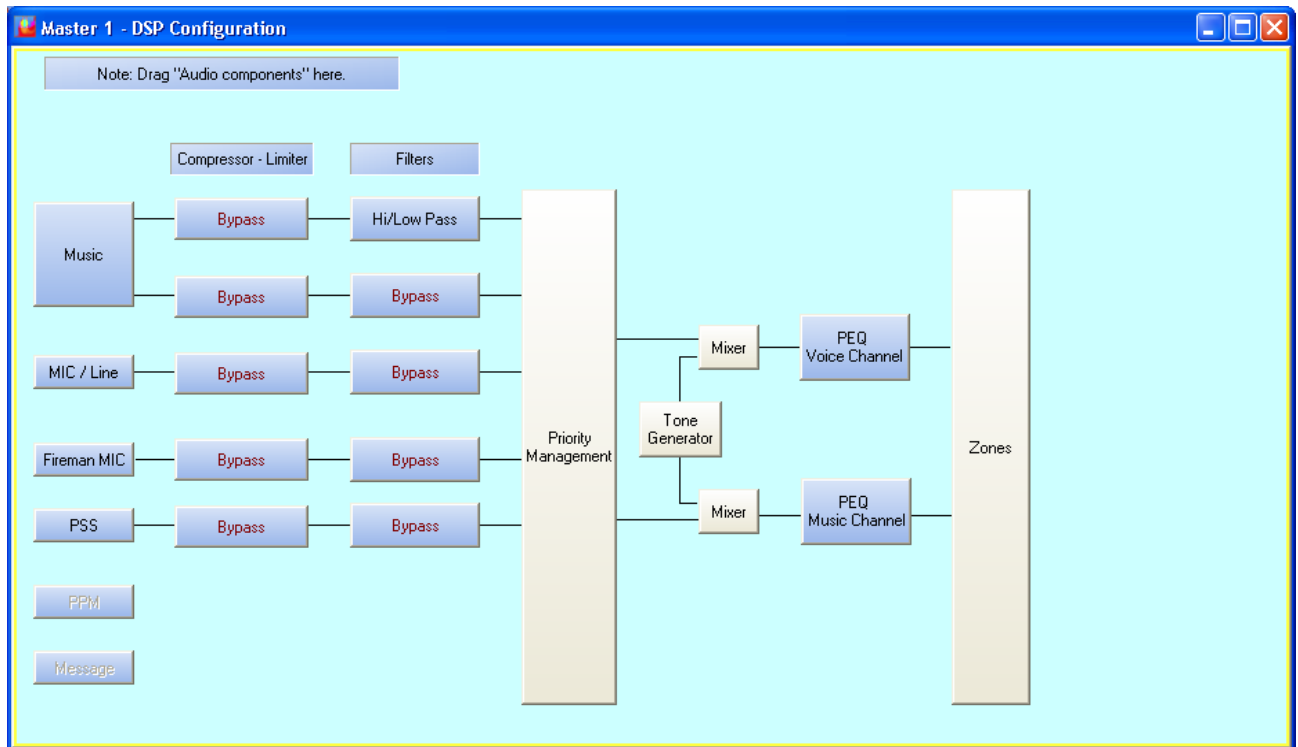 Master 1 - DSP Configuration
Note: Drag "Audio components" here.
Compressor - Limiter
Filters
Music
Bypass
Hi/Low Pass
Bypass
Bypass
MIC / Line
Bypass
Bypass
Fireman MIC
Bypass
Bypass
PSS
Bypass
Bypass
PPM
Message
Priority
Management
Mixer
Tone
Generator
Mixer
PEQ
Voice Channel
PEQ
Music Channel
Zones